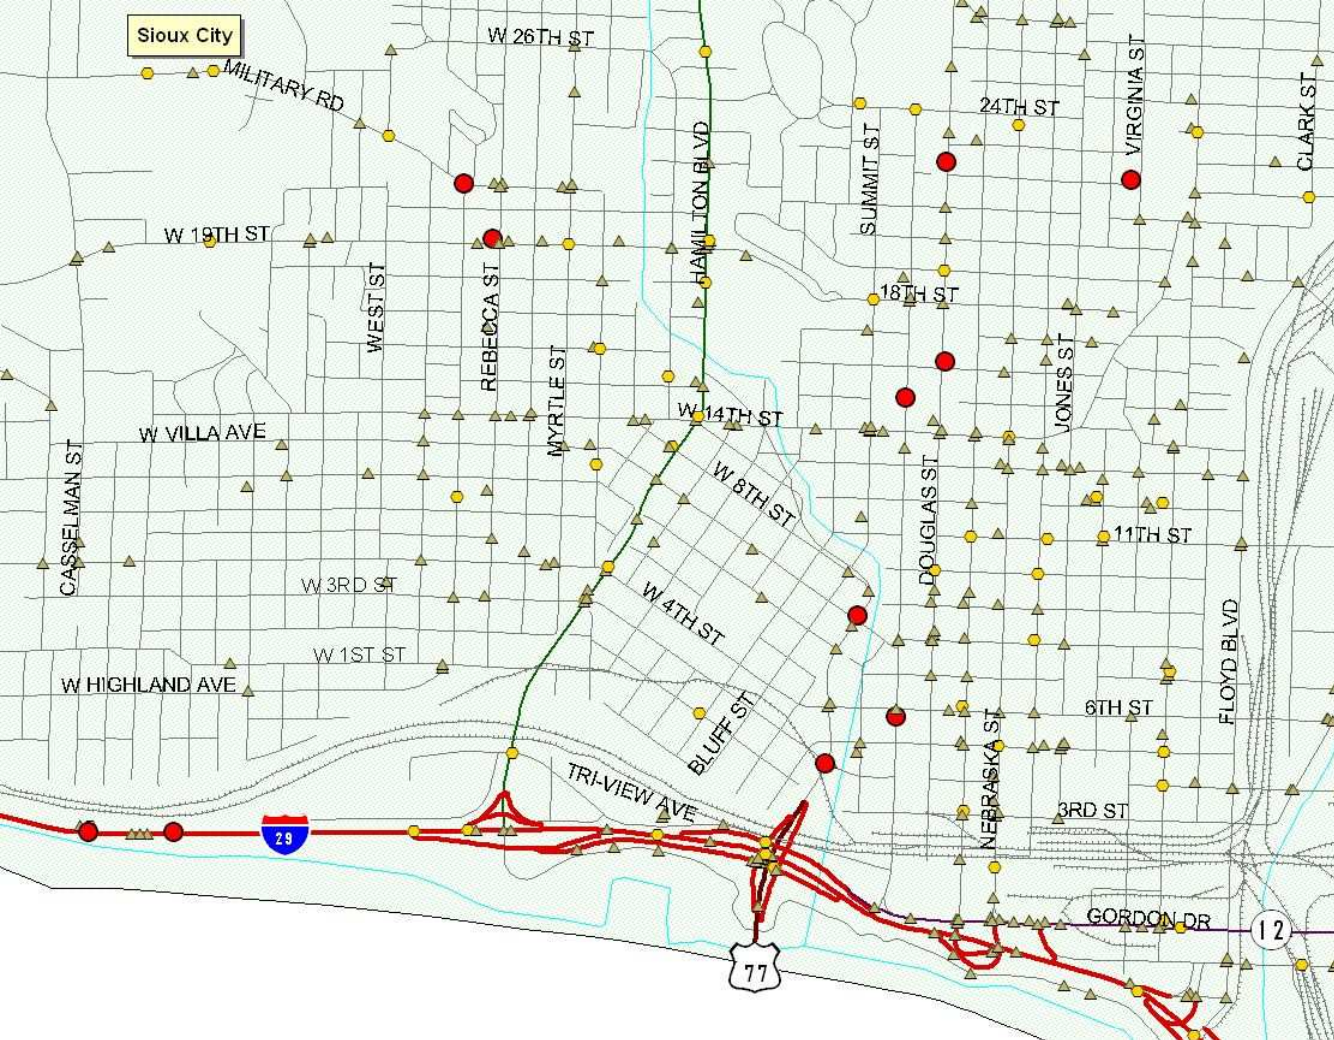 Sioux City
W 26TH ST
MILITARY RD
24TH ST
VIRGINIA ST
CLARK ST
SUMMIT ST
HAMILTON BLVD
W 19TH ST
WEST ST
REBECCA ST
18TH ST
MYRTLE ST
JONES ST
W 14TH ST
W VILLA AVE
CASSELMAN ST
W 8TH ST
DOUGLAS ST
11TH ST
W 3RD ST
W 4TH ST
FLOYD BLVD
W 1ST ST
W HIGHLAND AVE
BLUFF ST
6TH ST
NEBRASKA ST
TRI-VIEW AVE
3RD ST
29
GORDON DR
12
77